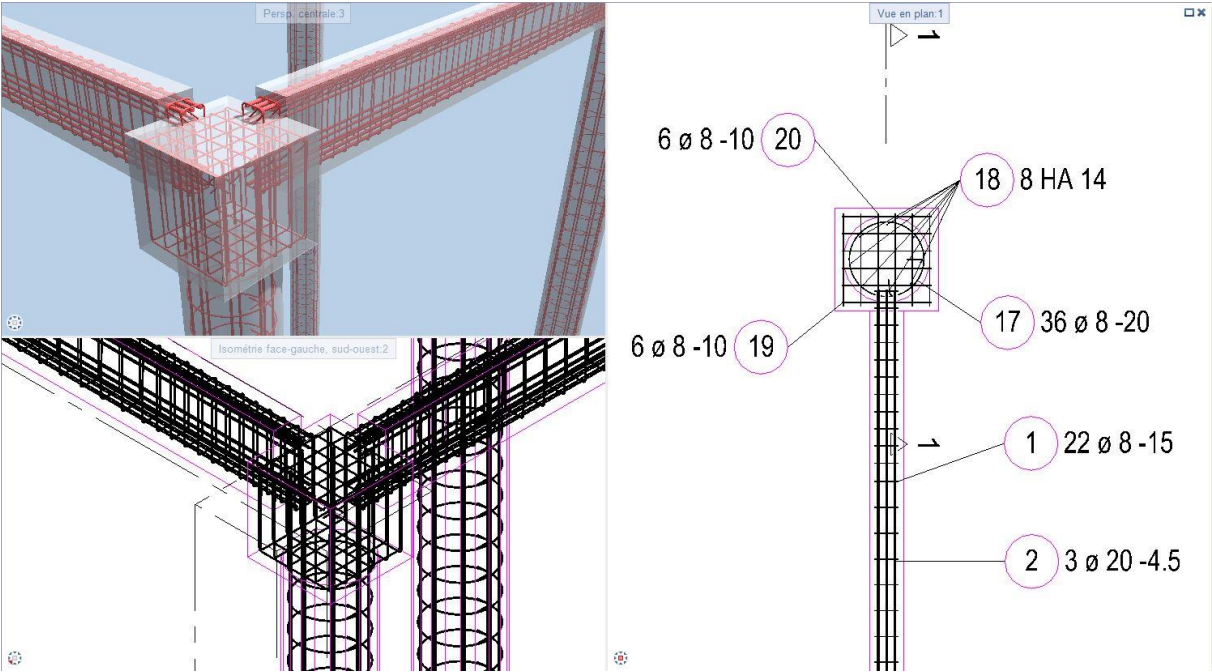 Persp. centrale:3
Isométrie face-gauche, sud-ouest:2
Vue en plan:1
1
6 ø 8 -10 20
18 8 HA 14
17 36 ø 8 -20
6 ø 8 -10 19
1
1 22 ø 8 -15
2 3 ø 20 -4.5